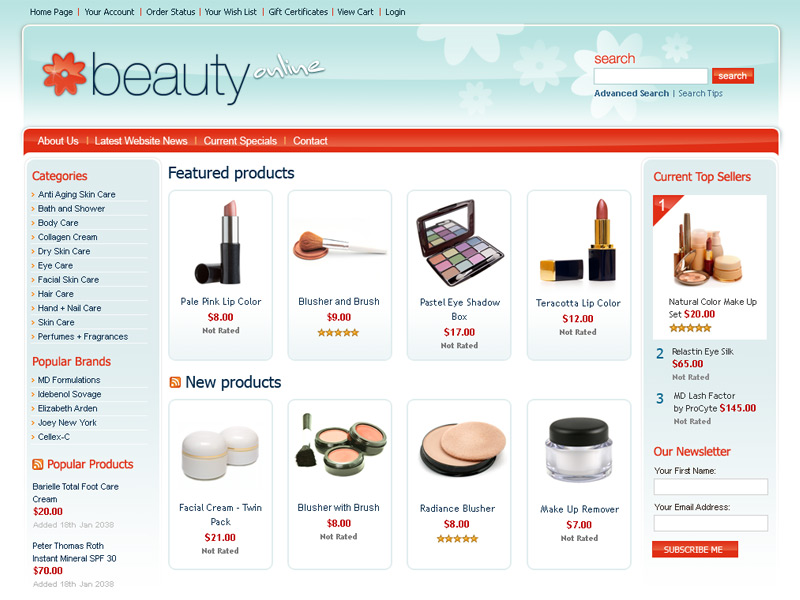 Home Page | Your Account | Order Status | Your Wish List | Gift Certificates | View Cart | Login
beauty online
search
search
Advanced Search | Search Tips
About Us | Latest Website News | Current Specials | Contact
Categories
Anti Aging Skin Care
Bath and Shower
Body Care
Collagen Cream
Dry Skin Care
Eye Care
Facial Skin Care
Hair Care
Hand + Nail Care
Skin Care
Perfumes + Fragrances
Popular Brands
MD Formulations
Idebenol Sovage
Elizabeth Arden
Joey New York
Cellex-C
Popular Products
Barielle Total Foot Care
Cream
$20.00
Added 18th Jan 2038
Peter Thomas Roth
Instant Mineral SPF 30
$70.00
Added 18th Jan 2038
Featured products
Pale Pink Lip Color
$8.00
Not Rated
Blusher and Brush
$9.00
Pastel Eye Shadow
Box
$17.00
Not Rated
Teracotta Lip Color
$12.00
Not Rated
New products
Facial Cream - Twin
Pack
$21.00
Not Rated
Blusher with Brush
$8.00
Not Rated
Radiance Blusher
$8.00
Make Up Remover
$7.00
Not Rated
Current Top Sellers
1
Natural Color Make Up
Set $20.00
2 Relastin Eye Silk
$65.00
Not Rated
3 MD Lash Factor
by ProCyte $145.00
Not Rated
Our Newsletter
Your First Name:
Your Email Address:
SUBSCRIBE ME